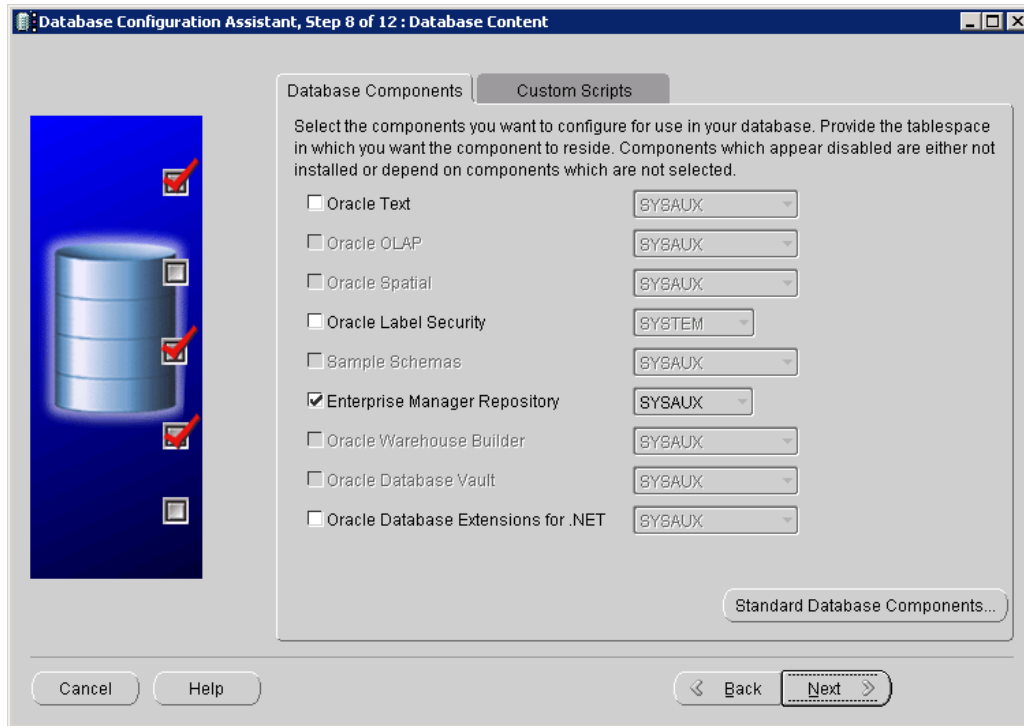 Database Configuration Assistant, Step 8 of 12 : Database Content
Database Components
Custom Scripts
Select the components you want to configure for use in your database. Provide the tablespace
in which you want the component to reside. Components which appear disabled are either not
installed or depend on components which are not selected.
Oracle Text SYSAUX
Oracle OLAP SYSAUX
Oracle Spatial SYSAUX
Oracle Label Security SYSTEM
Sample Schemas SYSAUX
Enterprise Manager Repository SYSAUX
Oracle Warehouse Builder SYSAUX
Oracle Database Vault SYSAUX
Oracle Database Extensions for .NET SYSAUX
Standard Database Components...
Cancel Help Back Next